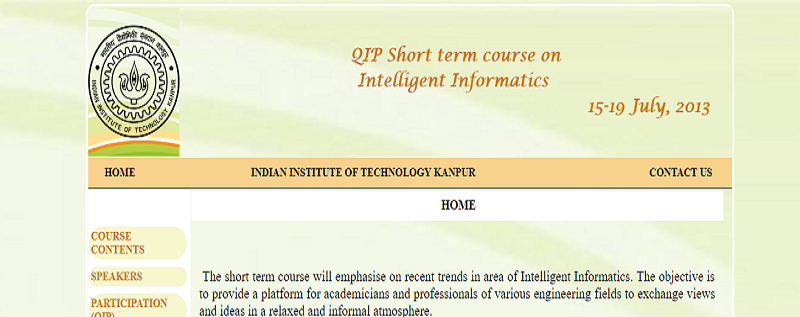 भारतीय प्रौद्योगिकी संस्थान कानपुर
INDIAN INSTITUTE OF TECHNOLOGY KANPUR
QIP Short term course on
Intelligent Informatics
15-19 July, 2013
HOME INDIAN INSTITUTE OF TECHNOLOGY KANPUR CONTACT US
HOME
COURSE
CONTENTS
SPEAKERS
PARTICIPATION
(QIP)
The short term course will emphasise on recent trends in area of Intelligent Informatics. The objective is
to provide a platform for academicians and professionals of various engineering fields to exchange views
and ideas in a relaxed and informal atmosphere.